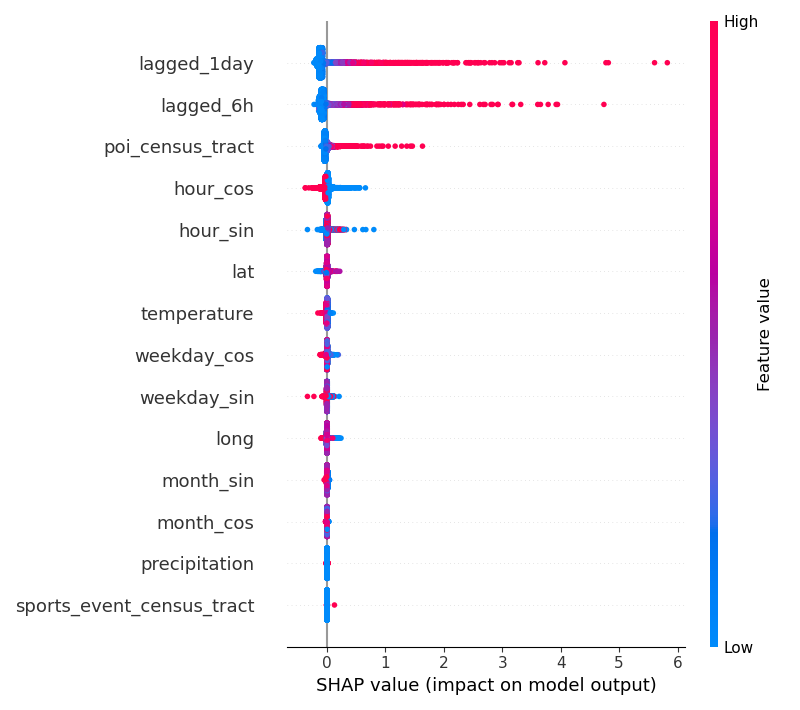 High
lagged_1day
lagged_6h
poi_census_tract
hour_cos
hour_sin
lat
temperature
weekday_cos
weekday_sin
long
month_sin
month_cos
precipitation
sports_event_census_tract
Feature value
Low
0 1 2 3 4 5 6
SHAP value (impact on model output)